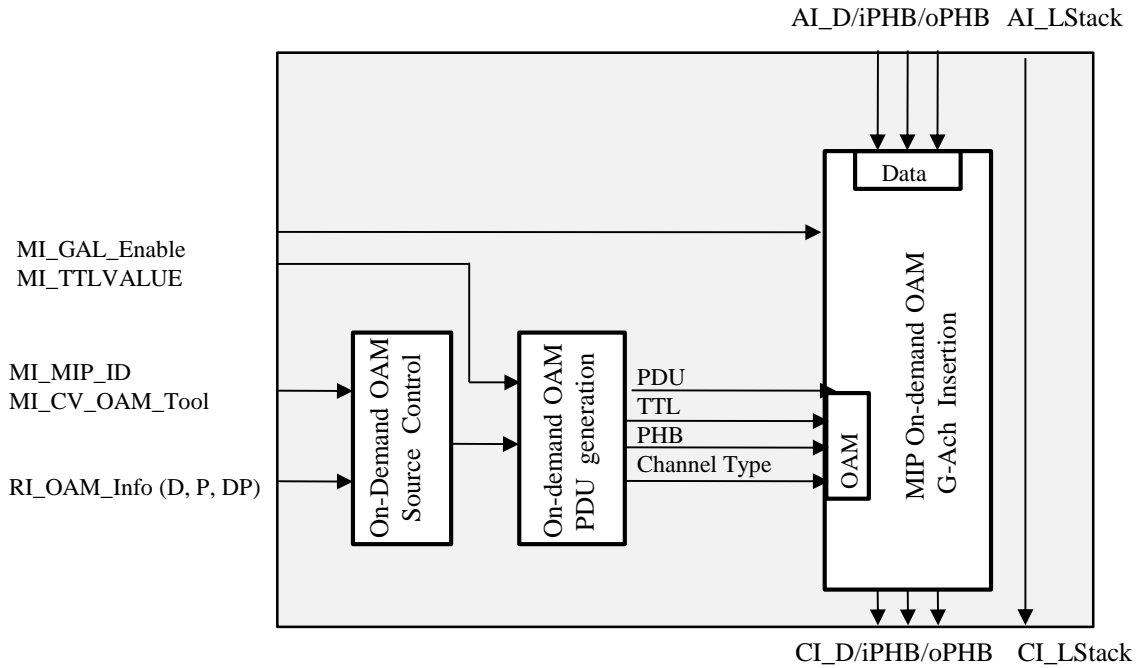 AI_D/iPHB/oPHB AI_LStack
Data
MI_GAL_Enable
MI_TTLVALUE
MI_MIP_ID
MI_CV_OAM_Tool
RI_OAM_Info (D, P, DP)
On-Demand OAM
Source Control
On-demand OAM
PDU generation
PDU
TTL
PHB
Channel Type
OAM
MIP On-demand OAM
G-Ach Insertion
CI_D/iPHB/oPHB CI_LStack